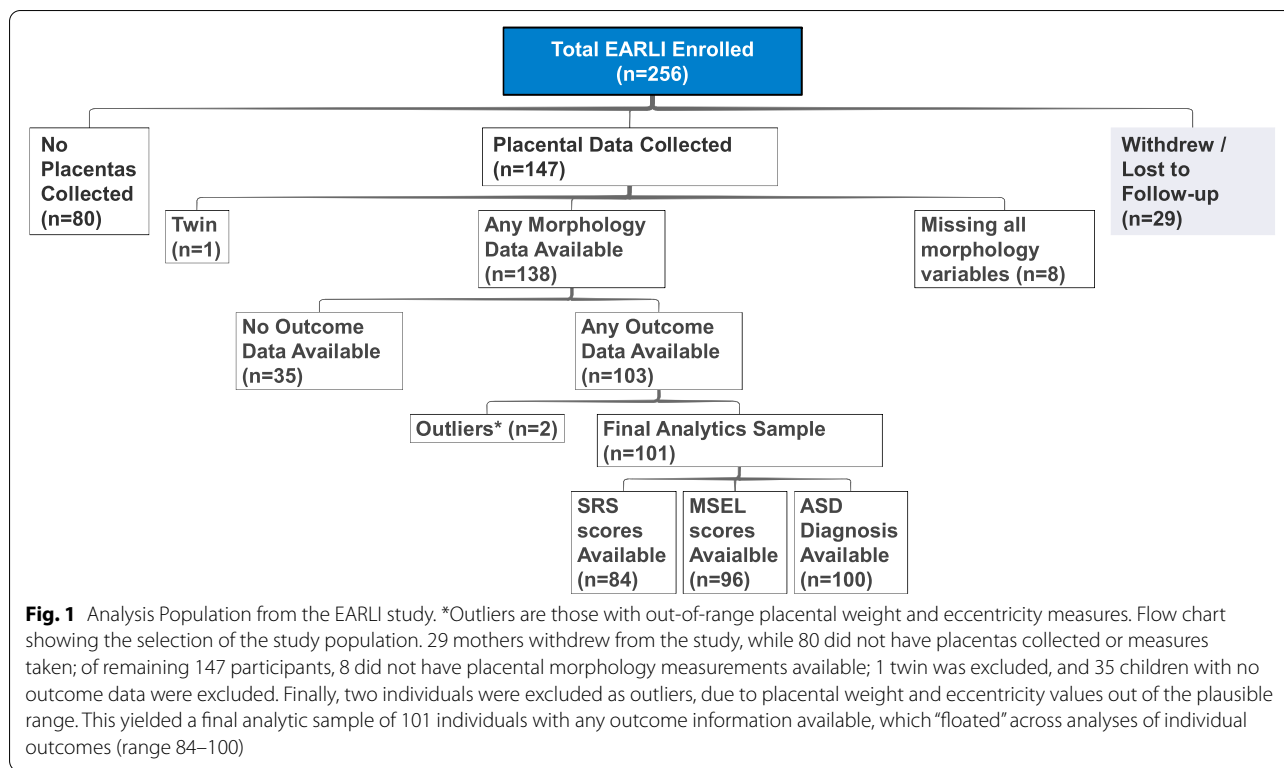 Total EARLI Enrolled
(n=256)
No
Placentas
Collected
(n=80)
Placental Data Collected
(n=147)
Withdrew /
Lost to
Follow-up
(n=29)
Twin
(n=1)
Any Morphology
Data Available
(n=138)
Missing all
morphology
variables (n=8)
No Outcome
Data Available
(n=35)
Any Outcome
Data Available
(n=103)
Outliers* (n=2)
Final Analytics Sample
(n=101)
SRS
scores
Available
(n=84)
MSEL
scores
Avaialble
(n=96)
ASD
Diagnosis
Available
(n=100)
Fig. 1 Analysis Population from the EARLI study. *Outliers are those with out-of-range placental weight and eccentricity measures. Flow chart
showing the selection of the study population. 29 mothers withdrew from the study, while 80 did not have placentas collected or measures
taken; of remaining 147 participants, 8 did not have placental morphology measurements available; 1 twin was excluded, and 35 children with no
outcome data were excluded. Finally, two individuals were excluded as outliers, due to placental weight and eccentricity values out of the plausible
range. This yielded a final analytic sample of 101 individuals with any outcome information available, which “floated” across analyses of individual
outcomes (range 84–100)